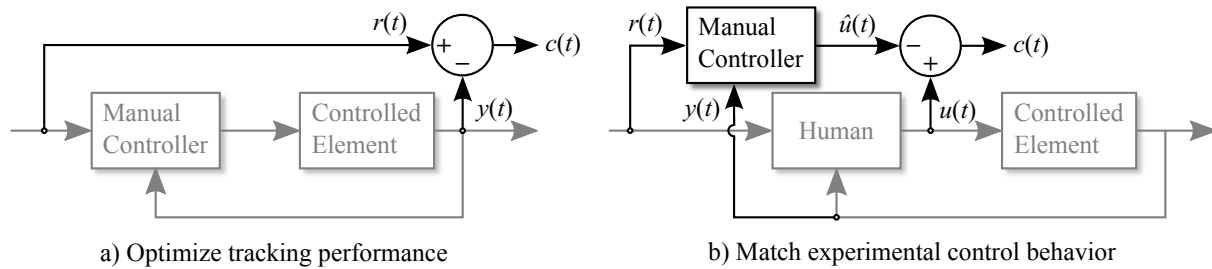 r(t)
+
−
c(t)
Manual
Controller
Controlled
Element
y(t)
a) Optimize tracking performance
r(t)
Manual
Controller
û(t)
−
+
c(t)
y(t)
Human
u(t)
Controlled
Element
b) Match experimental control behavior